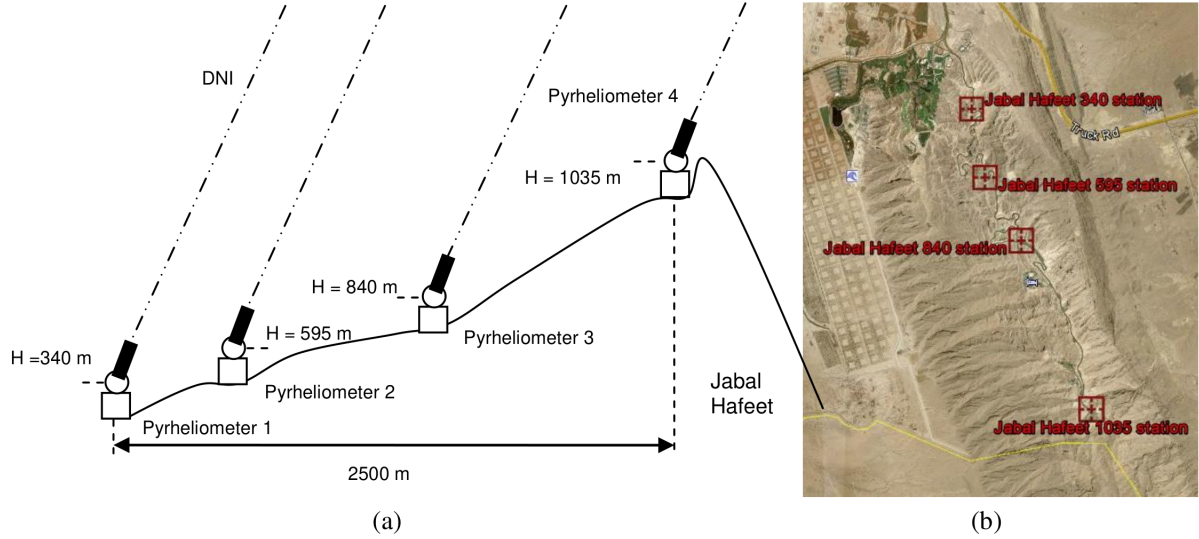 DNI
Pyrheliometer 4
H = 1035 m
H = 840 m
H = 595 m
Pyrheliometer 3
H =340 m
Pyrheliometer 2
Pyrheliometer 1
Jabal
Hafeet
2500 m
(a)
Jabal Hafeet 340 station
Truck Rd
Jabal Hafeet 595 station
Jabal Hafeet 840 station
Jabal Hafeet 1035 station
(b)